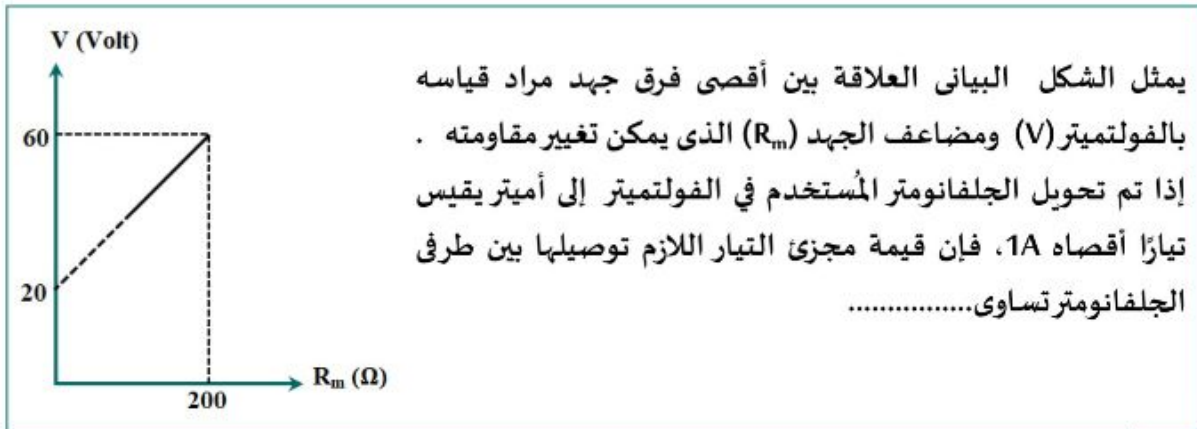 V (Volt)
60
20
200
R_m (Ω)
يمثل الشكل البيانى العلاقة بين أقصى فرق جهد مراد قياسه
بالفولتميتر (V) ومضاعف الجهد (R_m) الذى يمكن تغيير مقاومته .
إذا تم تحويل الجلفانومتر المُستخدم في الفولتميتر إلى أميتر يقيس
تيارًا أقصاه 1A، فإن قيمة مجزئ التيار اللازم توصيلها بين طرفى
الجلفانومتر تساوى................